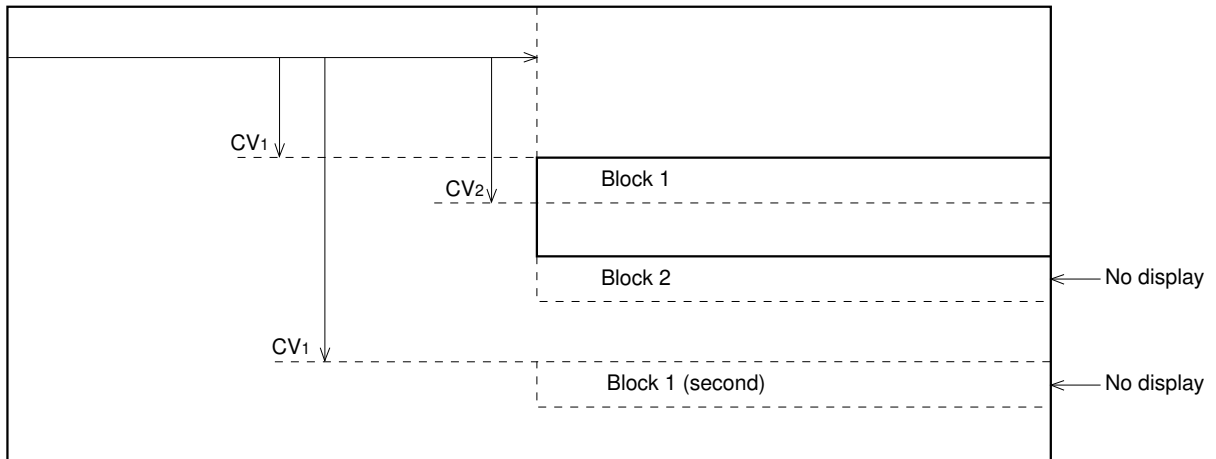 CV1
Block 1
CV2
Block 2
No display
CV1
Block 1 (second)
No display